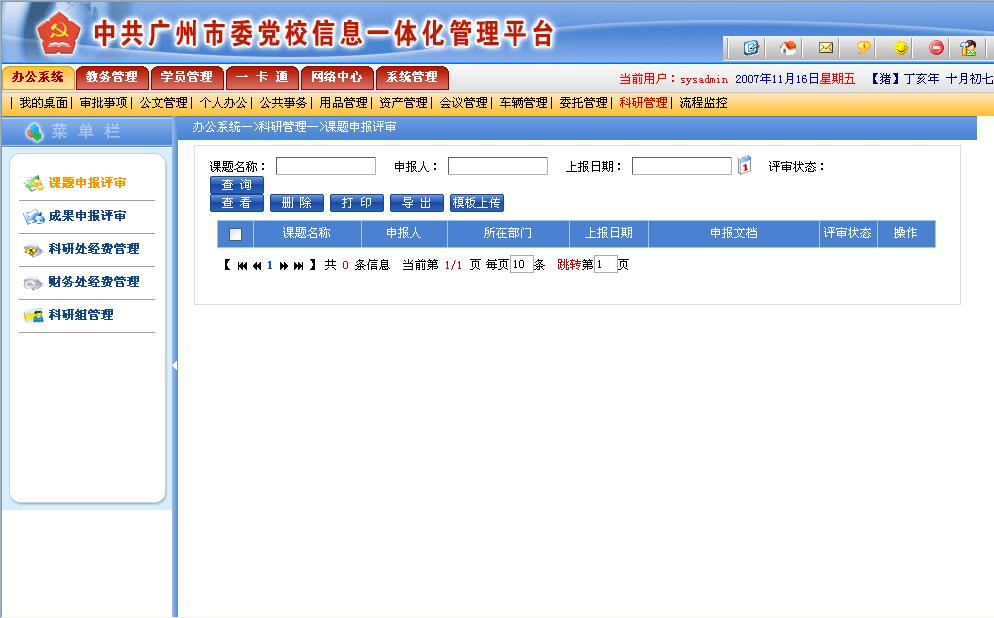 中共广州市委党校信息一体化管理平台
办公系统 教务管理 学员管理 一 卡 通 网络中心 系统管理 当前用户：sysadmin 2007年11月16日星期五 【猪】丁亥年 十月初七
| 我的桌面| 审批事项| 公文管理| 个人办公| 公共事务| 用品管理| 资产管理| 会议管理| 车辆管理| 委托管理| 科研管理| 流程监控
菜 单 栏
办公系统一>科研管理一>课题申报评审
课题申报评审
成果申报评审
科研处经费管理
财务处经费管理
科研组管理
课题名称： 申报人： 上报日期： 1 评审状态：
查 询
查 看 删 除 打 印 导 出 模板上传
课题名称 申报人 所在部门 上报日期 申报文档 评审状态 操作
【 1 】 共 0 条信息 当前第 1/1 页 每页10条 跳转第1页